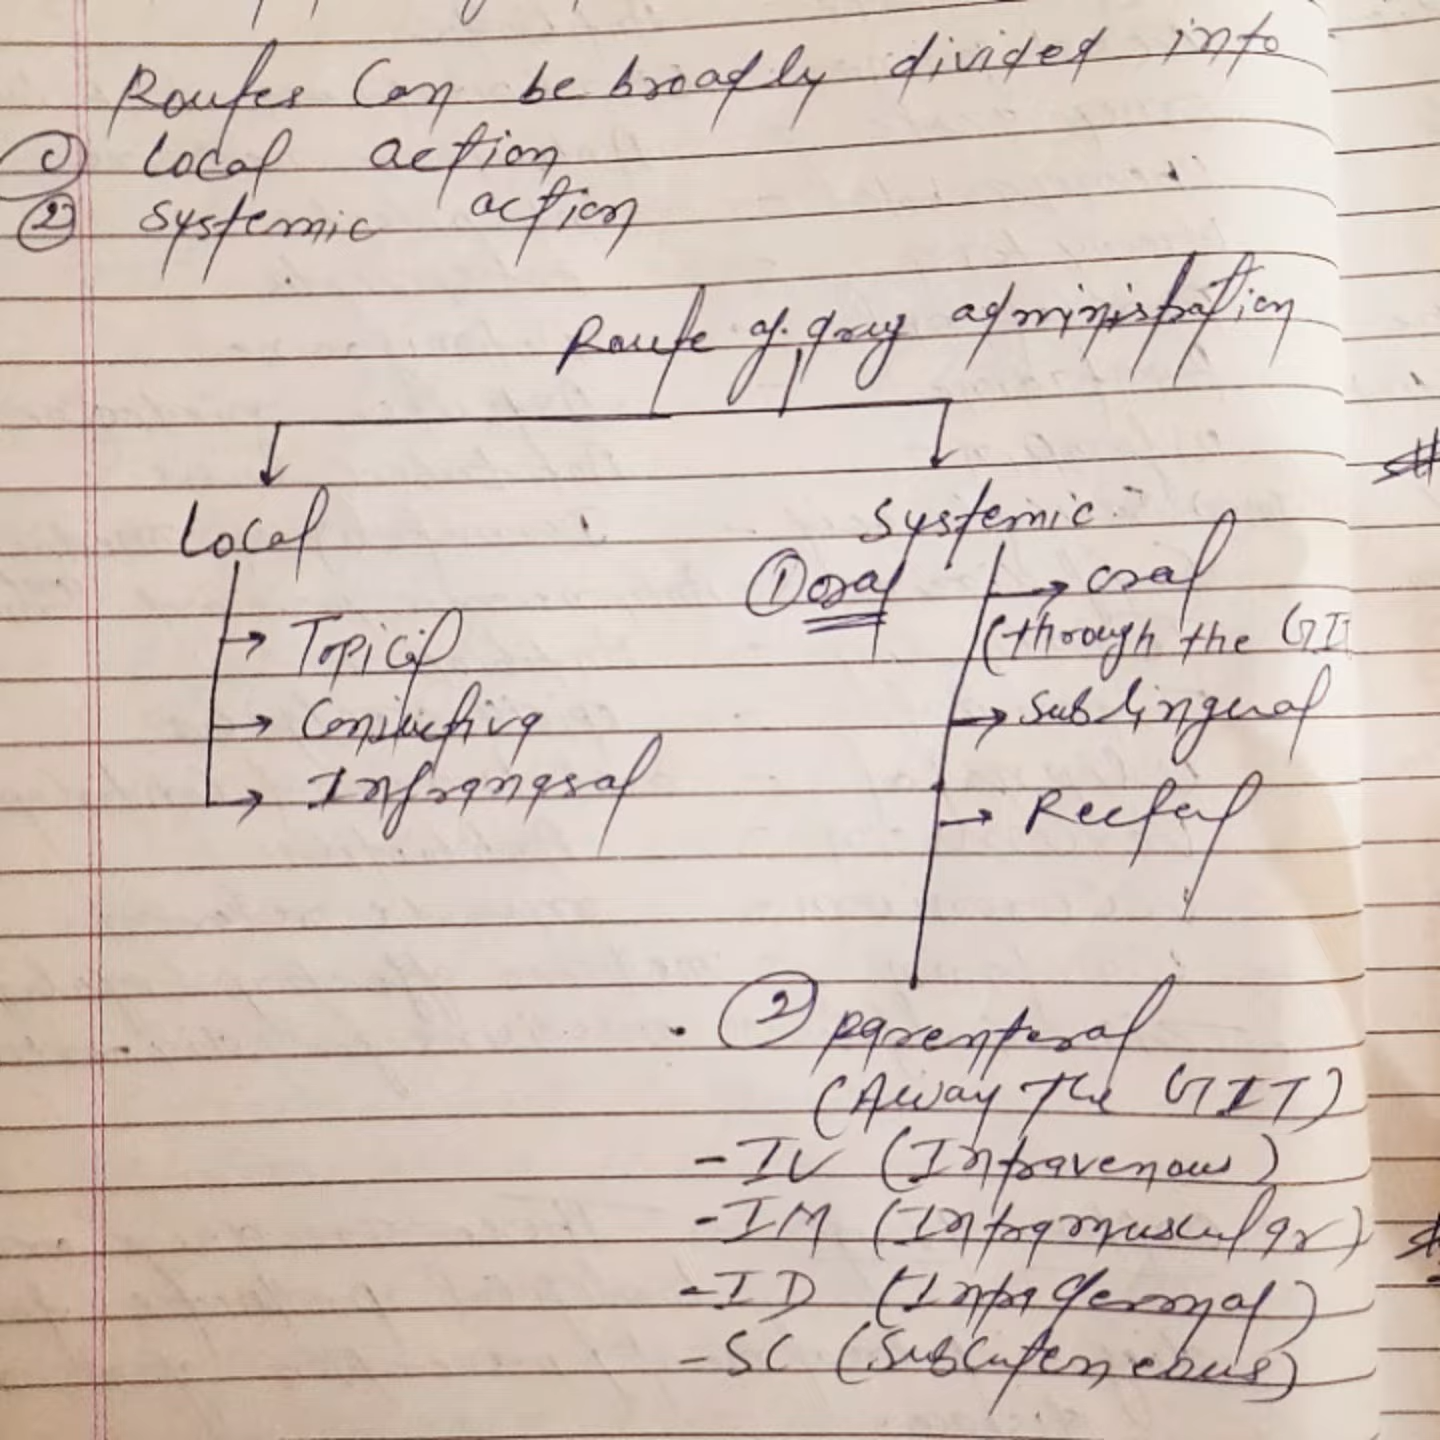 Routes Can be broadly divided into
① Local action
② Systemic action
Route of drug administration
Local
Systemic
① oral
→ oral
(through the GI
→ Topical
→ Sublingual
→ Conjuctiva
→ Intranasal
→ Rectal
② parenteral
(Away The GIT)
- IV (Intravenous)
- IM (Intramuscular)
- ID (Intradermal)
- SC (Subcuteneous)